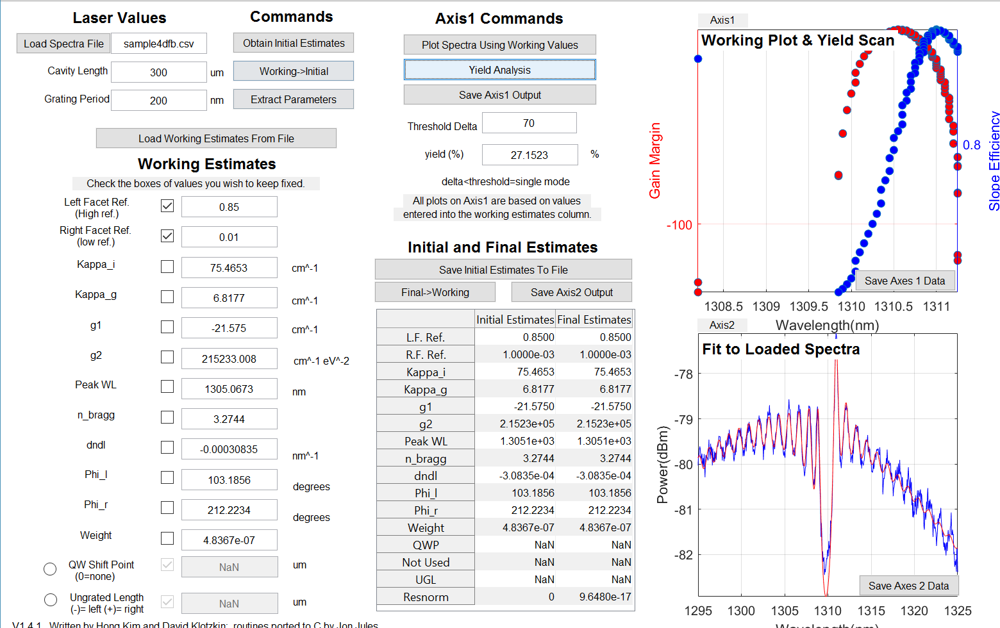 Laser Values
Load Spectra File
sample4dfb.csv
Cavity Length
300
um
Grating Period
200
nm
Commands
Obtain Initial Estimates
Working->Initial
Extract Parameters
Load Working Estimates From File
Working Estimates
Check the boxes of values you wish to keep fixed.
Left Facet Ref.
(High ref.)
0.85
Right Facet Ref.
(low ref.)
0.01
Kappa_i
75.4653
cm^-1
Kappa_g
6.8177
cm^-1
g1
-21.575
cm^-1
g2
215233.008
cm^-1 eV^-2
Peak WL
1305.0673
nm
n_bragg
3.2744
dndl
-0.00030835
nm^-1
Phi_l
103.1856
degrees
Phi_r
212.2234
degrees
Weight
4.8367e-07
QW Shift Point
(0=none)
NaN
um
Ungrated Length
(-)= left (+)= right
NaN
um
V1.4.1 Written by Hong Kim and David Klotzkin; routines ported to C by Jon Jules
Axis1 Commands
Plot Spectra Using Working Values
Yield Analysis
Save Axis1 Output
Threshold Delta
70
yield (%)
27.1523
%
delta<threshold=single mode
All plots on Axis1 are based on values
entered into the working estimates column.
Initial and Final Estimates
Save Initial Estimates To File
Final->Working
Save Axis2 Output
Initial Estimates Final Estimates
L.F. Ref. 0.8500 0.8500
R.F. Ref. 1.0000e-03 1.0000e-03
Kappa_i 75.4653 75.4653
Kappa_g 6.8177 6.8177
g1 -21.5750 -21.5750
g2 2.1523e+05 2.1523e+05
Peak WL 1.3051e+03 1.3051e+03
n_bragg 3.2744 3.2744
dndl -3.0835e-04 -3.0835e-04
Phi_l 103.1856 103.1856
Phi_r 212.2234 212.2234
Weight 4.8367e-07 4.8367e-07
QWP NaN NaN
Not Used NaN NaN
UGL NaN NaN
Resnorm 0 9.6480e-17
Axis1
Working Plot & Yield Scan
Gain Margin
-100
0.8
Slope Efficiency
Save Axes 1 Data
1308.5 1309 1309.5 1310 1310.5 1311
Wavelength(nm)
Axis2
Fit to Loaded Spectra
Power(dBm)
-78
-79
-80
-81
-82
Save Axes 2 Data
1295 1300 1305 1310 1315 1320 1325
Wavelength(nm)